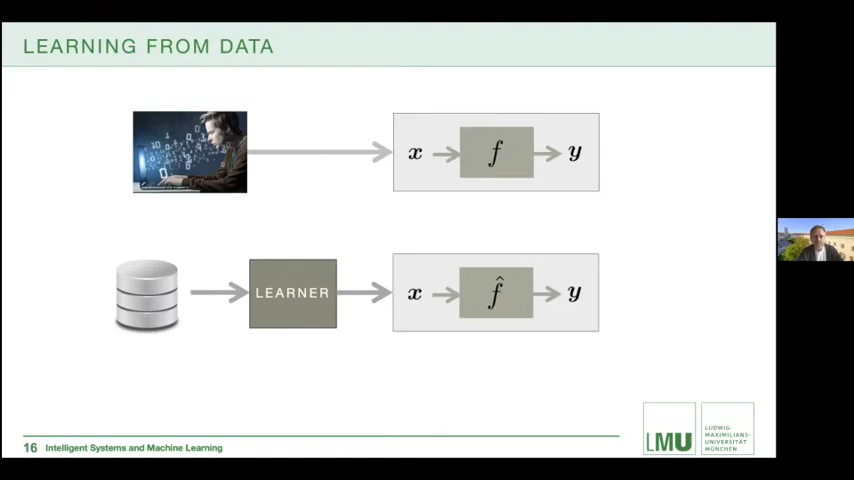 LEARNING FROM DATA
x f y
LEARNER
x f̂ y
16 Intelligent Systems and Machine Learning
LMU
LUDWIG-
MAXIMILIANS-
UNIVERSITÄT
MÜNCHEN